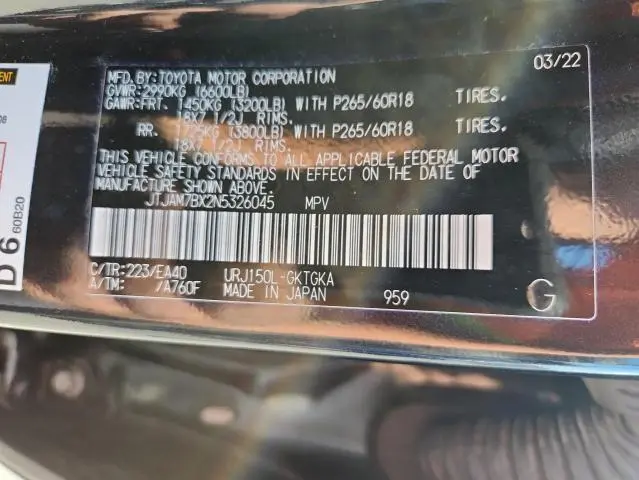 03/22
MFD. BY: TOYOTA MOTOR CORPORATION
GVWR: 2990KG (6600LB)
GAWR: FRT. 1450KG (3200LB) WITH P265/60R18 TIRES.
18X7 1/2J RIMS.
RR. 1725KG (3800LB) WITH P265/60R18 TIRES.
18X7 1/2J RIMS.
THIS VEHICLE CONFORMS TO ALL APPLICABLE FEDERAL MOTOR
VEHICLE SAFETY STANDARDS IN EFFECT ON THE DATE OF
MANUFACTURE SHOWN ABOVE.
JTJAM7BX2N5326045 MPV
C/TR: 223/EA40 URJ150L-GKTGKA
A/TM: /A760F MADE IN JAPAN 959
G
D 6
60B20